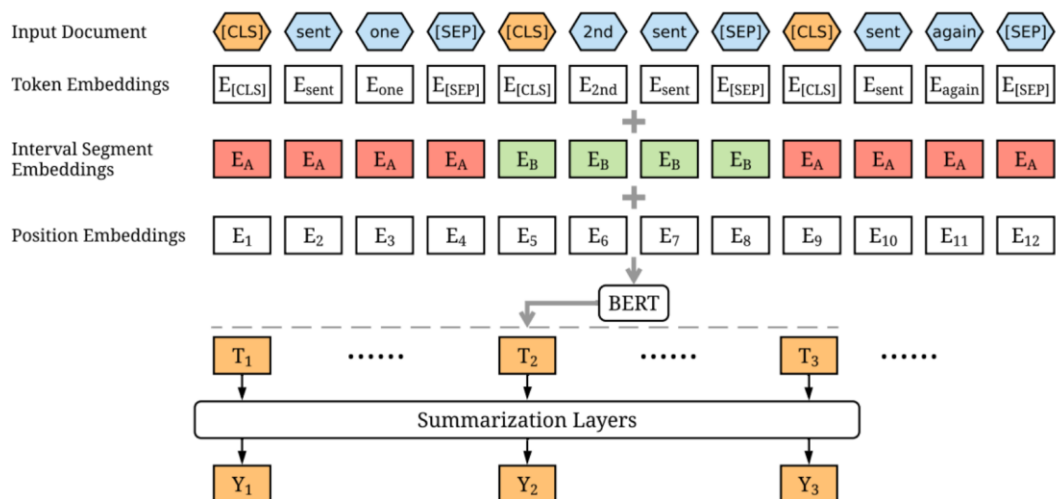 Input Document [CLS] sent one [SEP] [CLS] 2nd sent [SEP] [CLS] sent again [SEP]
Token Embeddings E[CLS] Esent Eone E[SEP] E[CLS] E2nd Esent E[SEP] E[CLS] Esent Eagain E[SEP]
+
Interval Segment
Embeddings
EA EA EA EA EB EB EB EB EA EA EA EA
+
Position Embeddings E1 E2 E3 E4 E5 E6 E7 E8 E9 E10 E11 E12
BERT
T1 ...... T2 ...... T3 ......
Summarization Layers
Y1 Y2 Y3